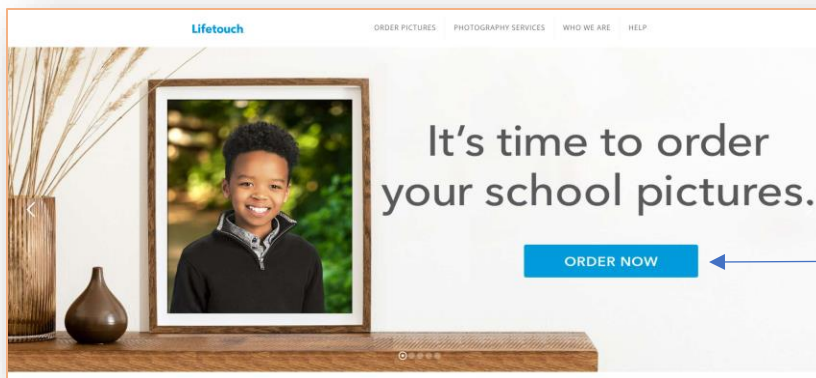 Lifetouch
ORDER PICTURES PHOTOGRAPHY SERVICES WHO WE ARE HELP
It's time to order
your school pictures.
ORDER NOW